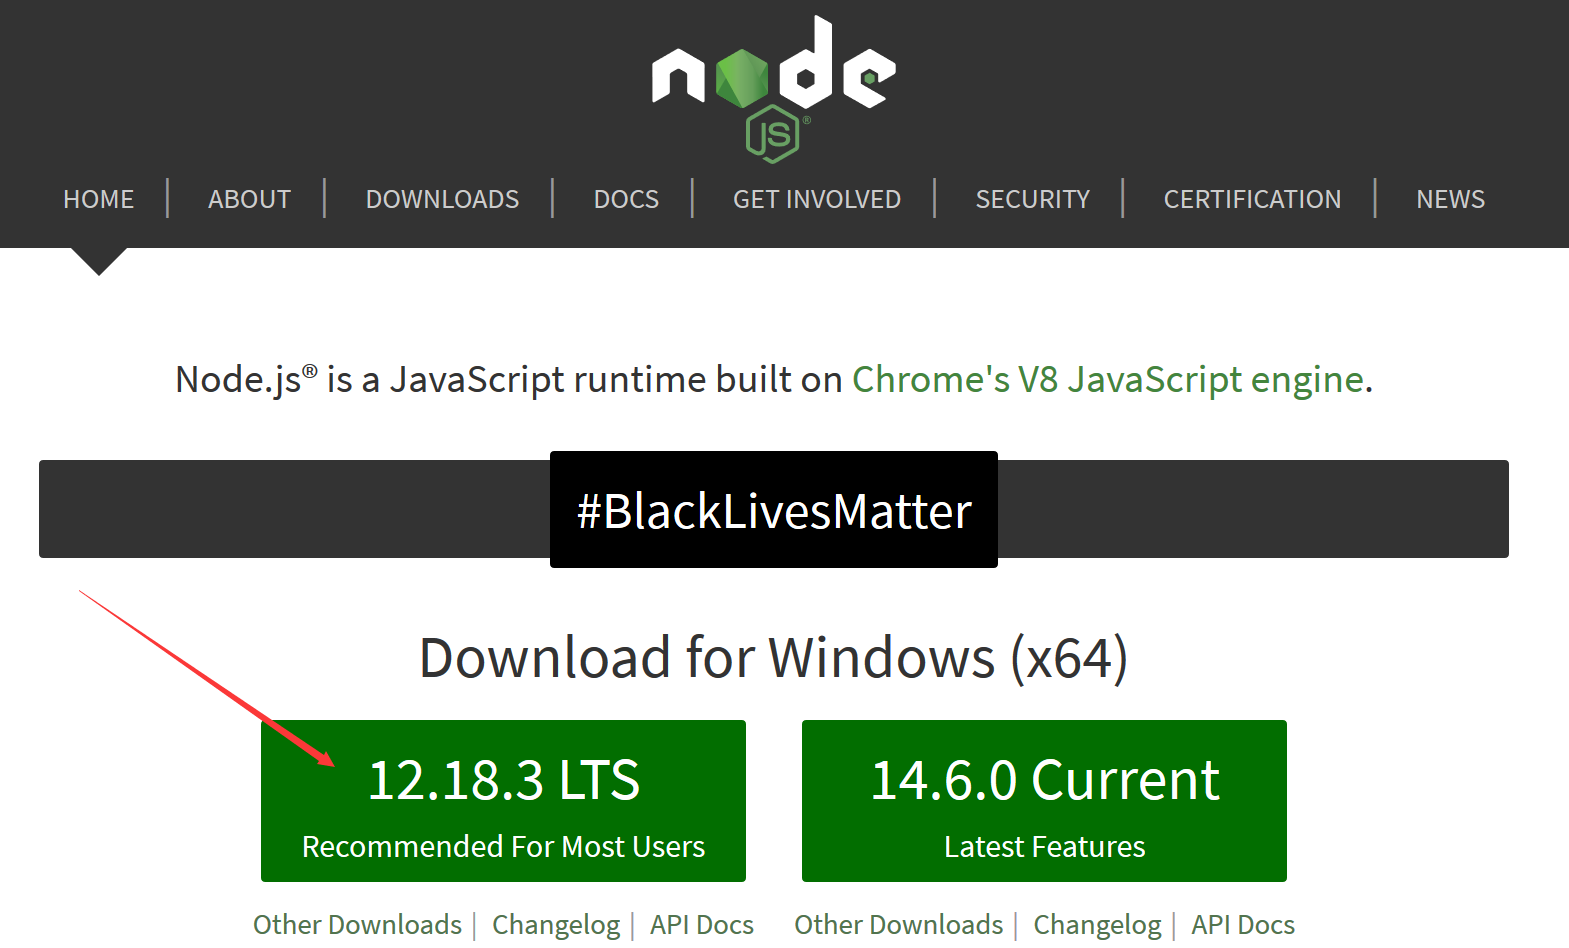 node
JS®
HOME | ABOUT | DOWNLOADS | DOCS | GET INVOLVED | SECURITY | CERTIFICATION | NEWS
Node.js® is a JavaScript runtime built on Chrome's V8 JavaScript engine.
#BlackLivesMatter
Download for Windows (x64)
12.18.3 LTS
Recommended For Most Users
14.6.0 Current
Latest Features
Other Downloads | Changelog | API Docs
Other Downloads | Changelog | API Docs